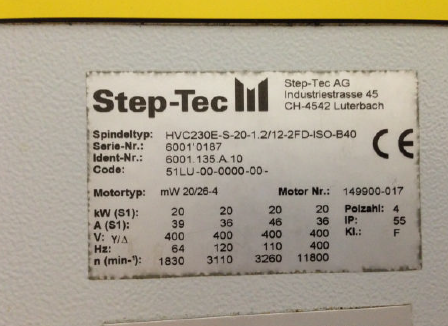 Step-Tec
Step-Tec AG
Industriestrasse 45
CH-4542 Luterbach
Spindeltyp: HVC230E-S-20-1.2/12-2FD-ISO-B40
Serie-Nr.: 6001'0187
Ident-Nr.: 6001.135.A.10
Code: 51LU-00-0000-00-
CE
Motortyp: mW 20/26-4 Motor Nr.: 149900-017
kW (S1): 20 20 20 20 Polzahl: 4
A (S1): 39 36 46 36 IP: 55
V: Y/Δ 400 400 400 400 Kl.: F
Hz: 64 120 110 400
n (min-¹): 1830 3110 3260 11800